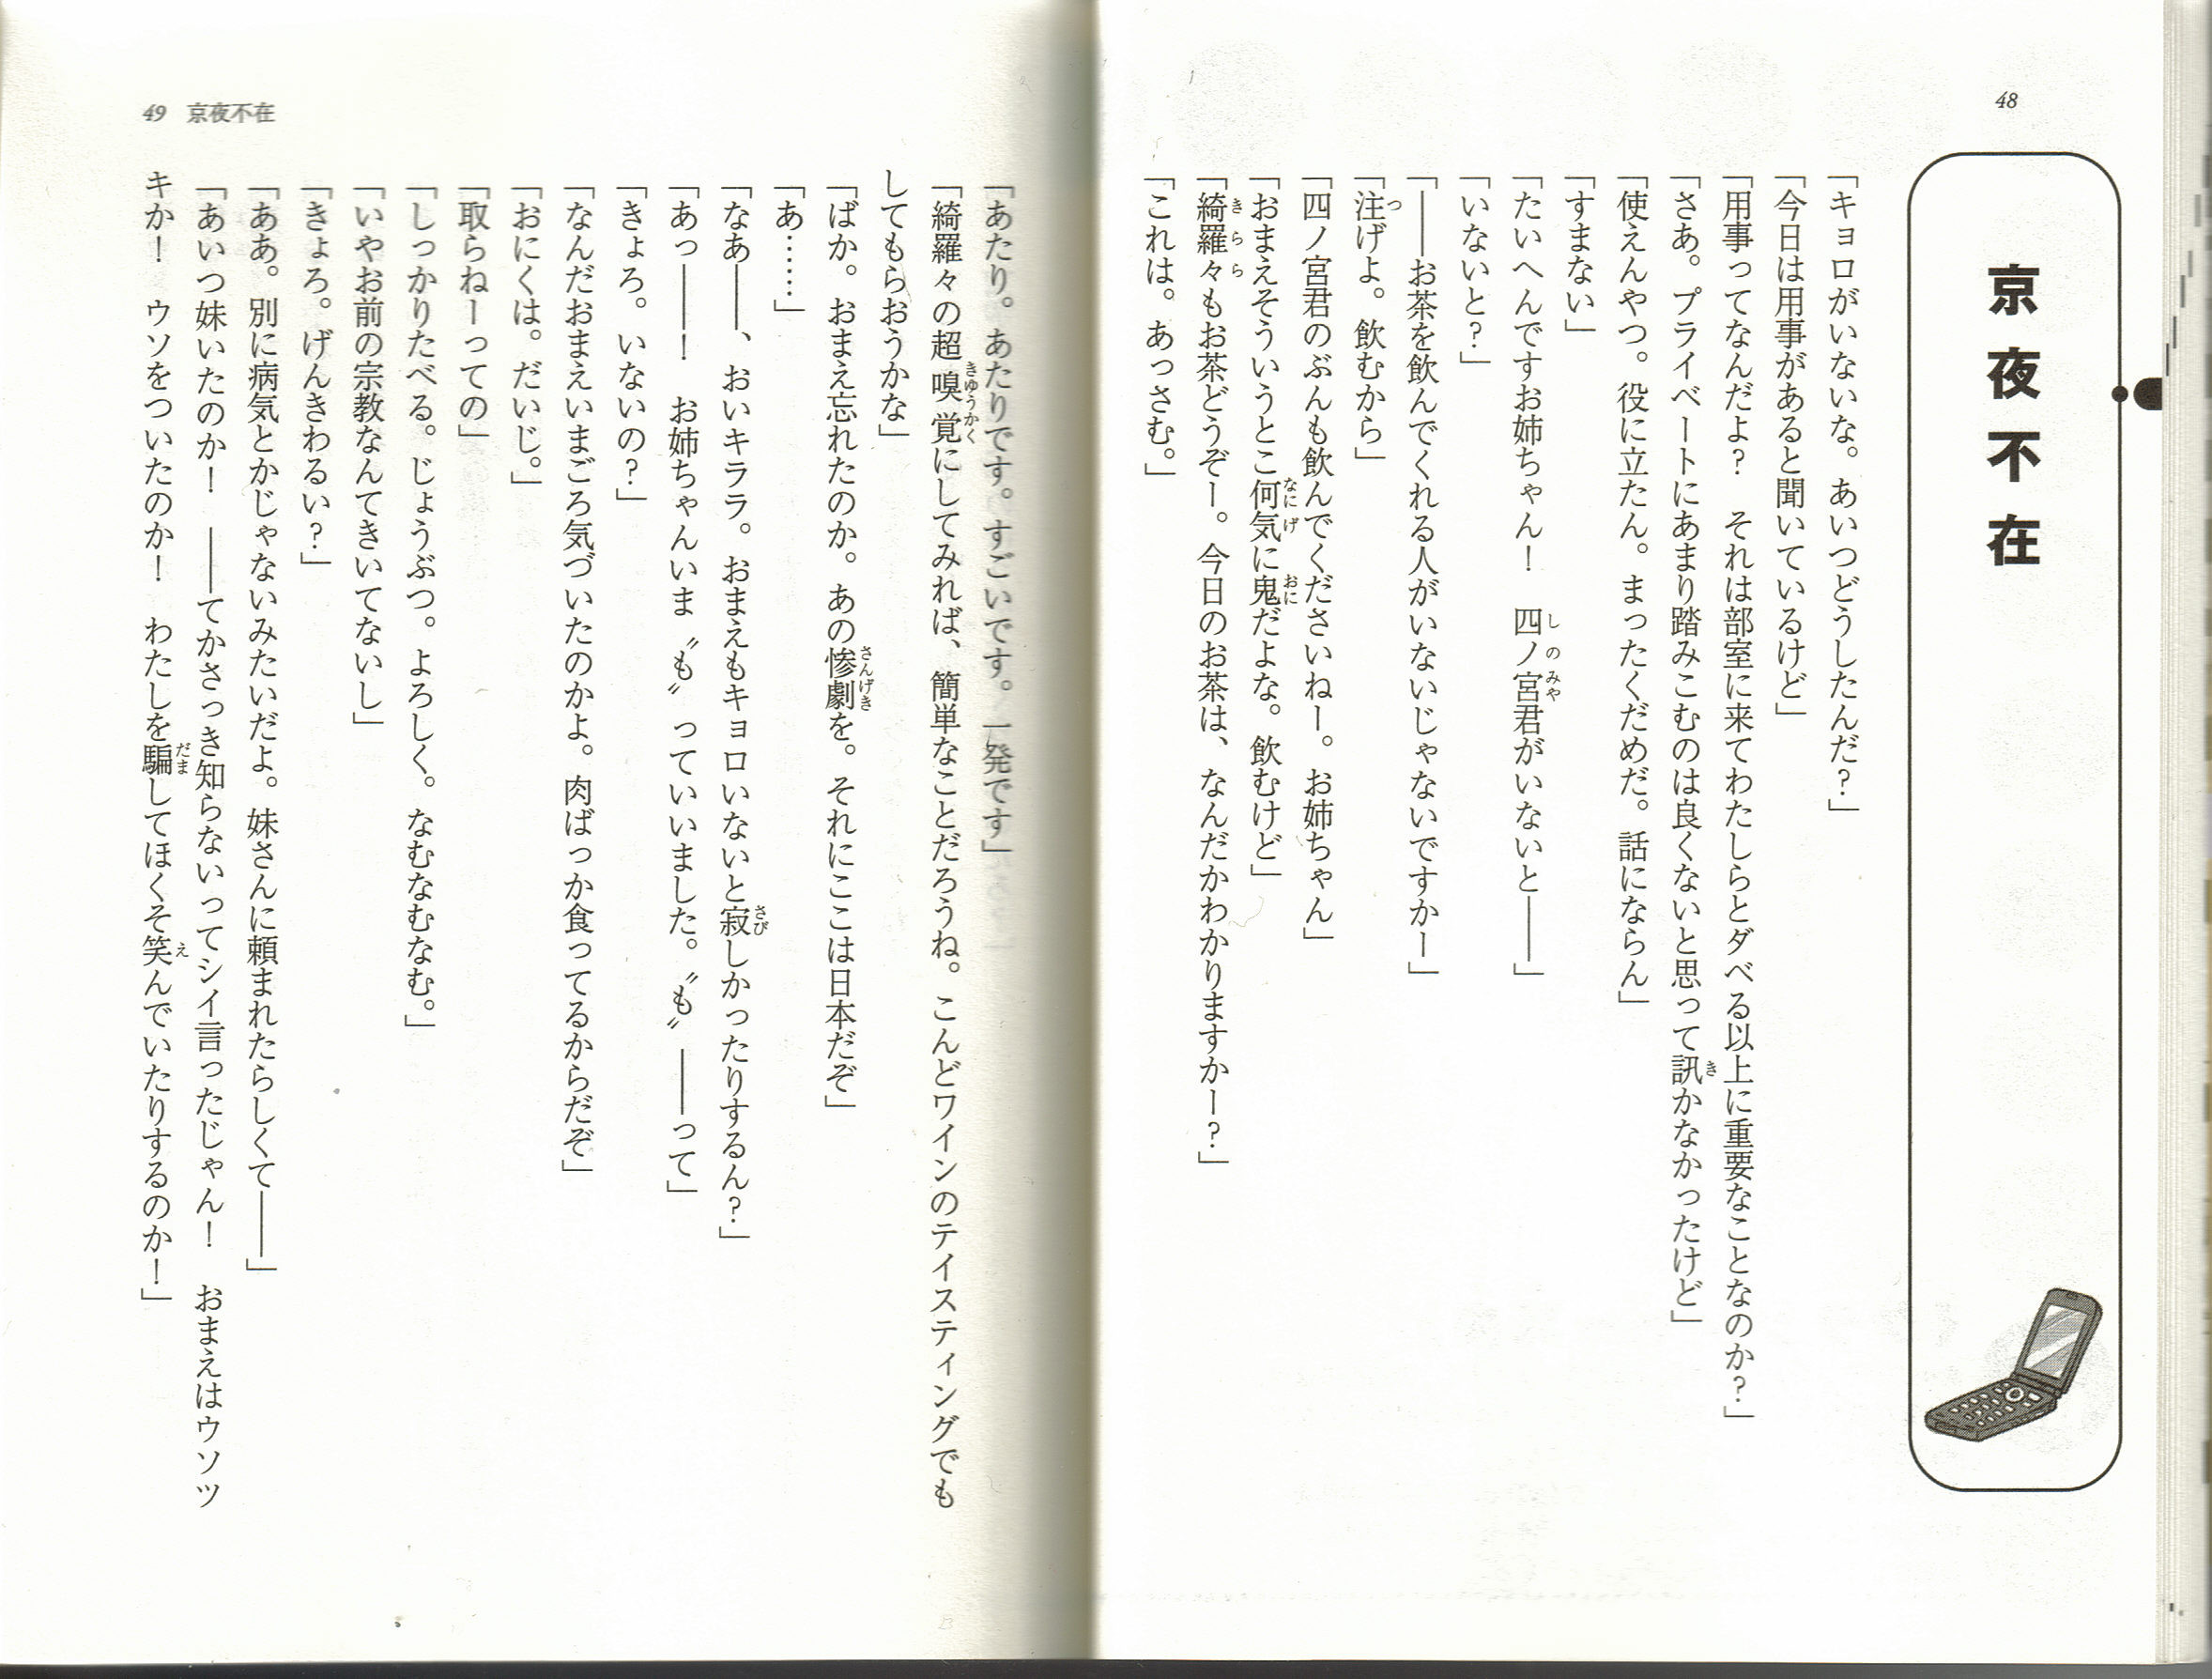 48
京夜不在
「キョロがいないな。あいつどうしたんだ？」
「今日は用事があると聞いているけど」
「用事ってなんだよ？　それは部室に来てわたしらとダベる以上に重要なことなのか？」
「さあ。プライベートにあまり踏みこむのは良くないと思って訊かなかったけど」
「使えんやつ。役に立たん。まったくだめだ。話にならん」
「すまない」
「たいへんですお姉ちゃん！　四ノ宮君がいないと――」
「いないと？」
「――お茶を飲んでくれる人がいないじゃないですかー」
「注げよ。飲むから」
「四ノ宮君のぶんも飲んでくださいねー。お姉ちゃん」
「おまえそういうとこ何気に鬼だよな。飲むけど」
「綺羅々もお茶どうぞー。今日のお茶は、なんだかわかりますかー？」
「これは。あっさむ。」
「あたり。あたりです。すごいです。一発です」
「綺羅々の超嗅覚にしてみれば、簡単なことだろうね。こんどワインのテイスティングでも
してもらおうかな」
「ばか。おまえ忘れたのか。あの惨劇を。それにここは日本だぞ」
「あ……」
「なあ――、おいキララ。おまえもキョロいないと寂しかったりするん？」
「あっ――！　お姉ちゃんいま〝も〟っていいました。〝も〟――って」
「きょろ。いないの？」
「なんだおまえいまごろ気づいたのかよ。肉ばっか食ってるからだぞ」
「おにくは。だいじ。」
「取らねーっての」
「しっかりたべる。じょうぶつ。よろしく。なむなむなむ。」
「いやお前の宗教なんてきいてないし」
「きょろ。げんきわるい？」
「ああ。別に病気とかじゃないみたいだよ。妹さんに頼まれたらしくて――」
「あいつ妹いたのか！　――てかさっき知らないってシイ言ったじゃん！　おまえはウソツ
キか！　ウソをついたのか！　わたしを騙してほくそ笑んでいたりするのか！」
49　京夜不在